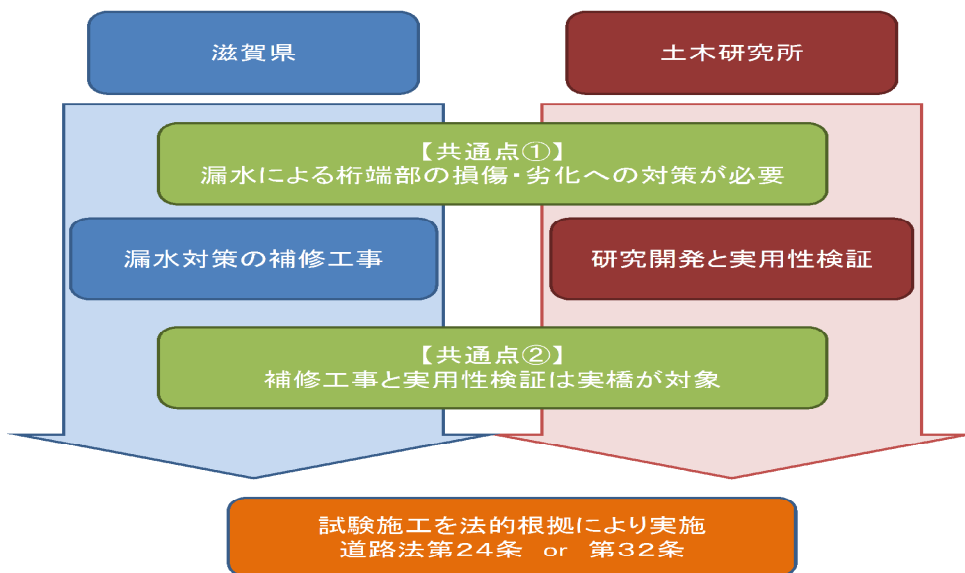 滋賀県
土木研究所
【共通点①】
漏水による桁端部の損傷・劣化への対策が必要
漏水対策の補修工事
研究開発と実用性検証
【共通点②】
補修工事と実用性検証は実橋が対象
試験施工を法的根拠により実施
道路法第24条 or 第32条